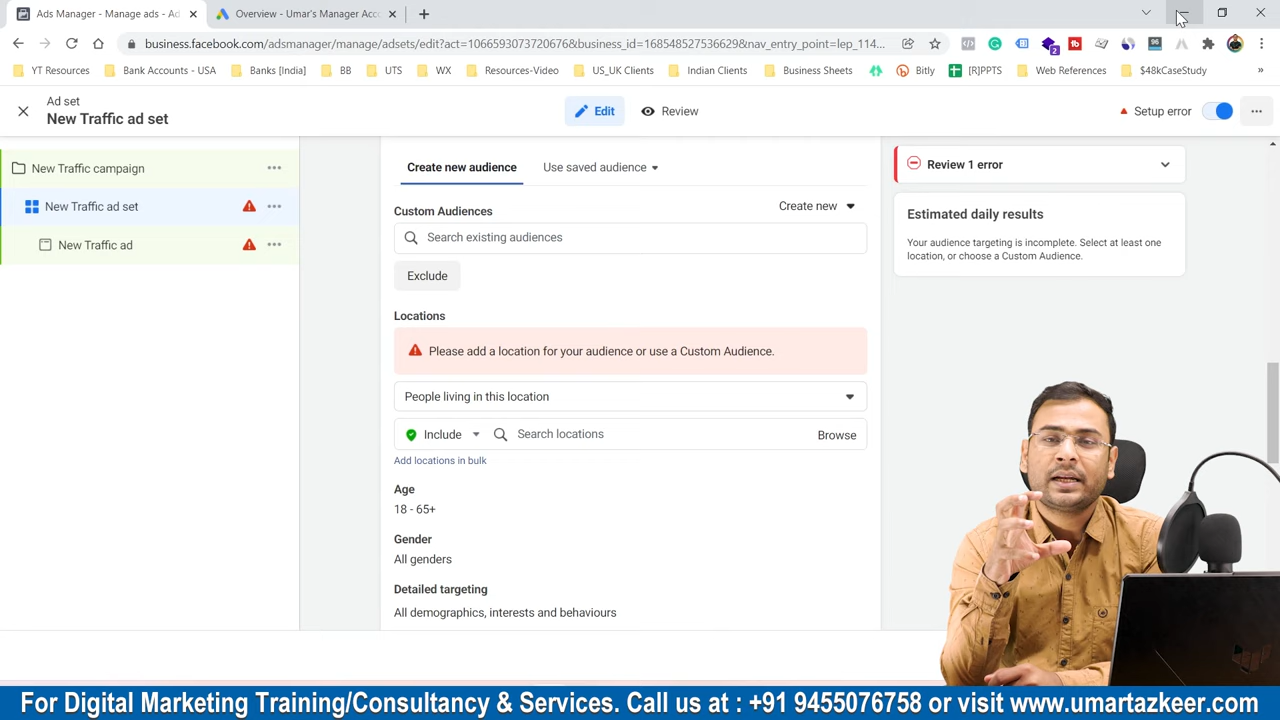 Ads Manager - Manage ads - Ad
Overview - Umar's Manager Acc
business.facebook.com/adsmanager/manage/adsets/edit?act=1066593073720676&business_id=168548527536629&nav_entry_point=lep_114...
YT Resources
Bank Accounts - USA
Banks [India]
BB
UTS
WX
Resources-Video
US_UK Clients
Indian Clients
Business Sheets
Bitly
[R]PPTS
Web References
$48kCaseStudy
Ad set
New Traffic ad set
Edit
Review
Setup error
New Traffic campaign
New Traffic ad set
New Traffic ad
Create new audience
Use saved audience
Custom Audiences
Create new
Search existing audiences
Exclude
Locations
Please add a location for your audience or use a Custom Audience.
People living in this location
Include
Search locations
Browse
Add locations in bulk
Age
18 - 65+
Gender
All genders
Detailed targeting
All demographics, interests and behaviours
Review 1 error
Estimated daily results
Your audience targeting is incomplete. Select at least one
location, or choose a Custom Audience.
For Digital Marketing Training/Consultancy & Services. Call us at : +91 9455076758 or visit www.umartazkeer.com